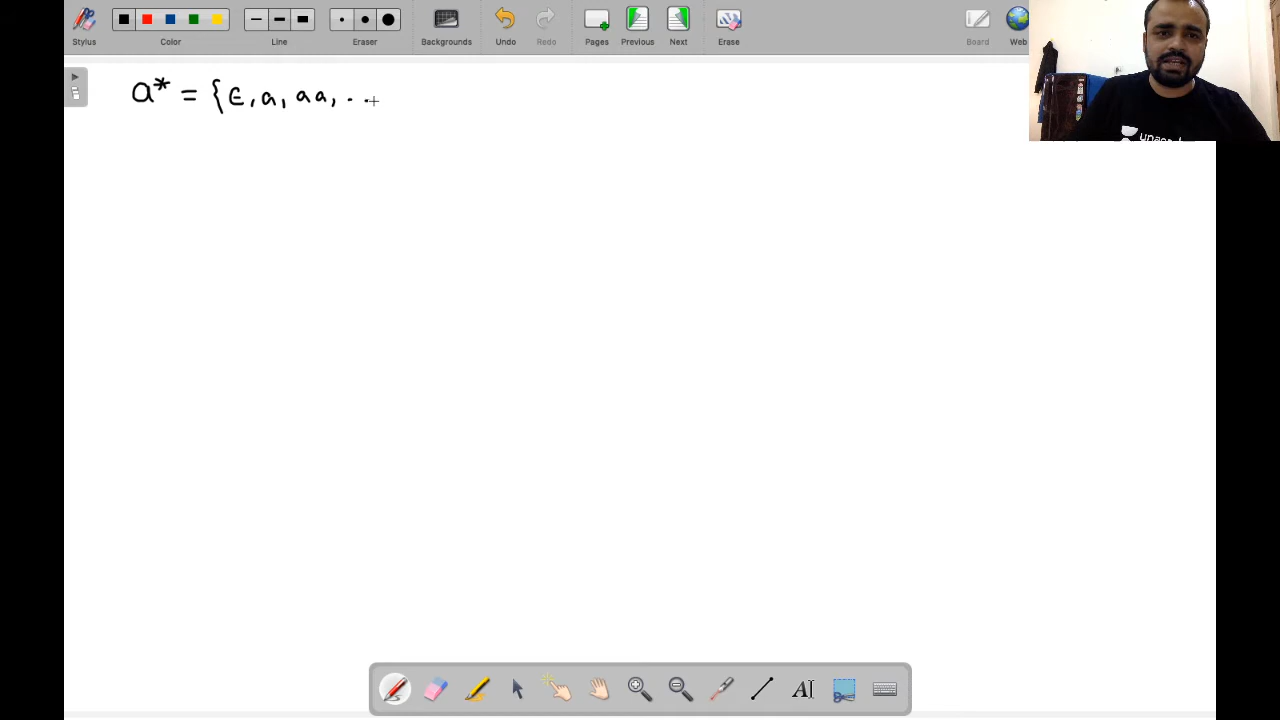 Stylus Color Line Eraser Backgrounds Undo Redo Pages Previous Next Erase Board Web
a* = {ϵ, a, aa, . .